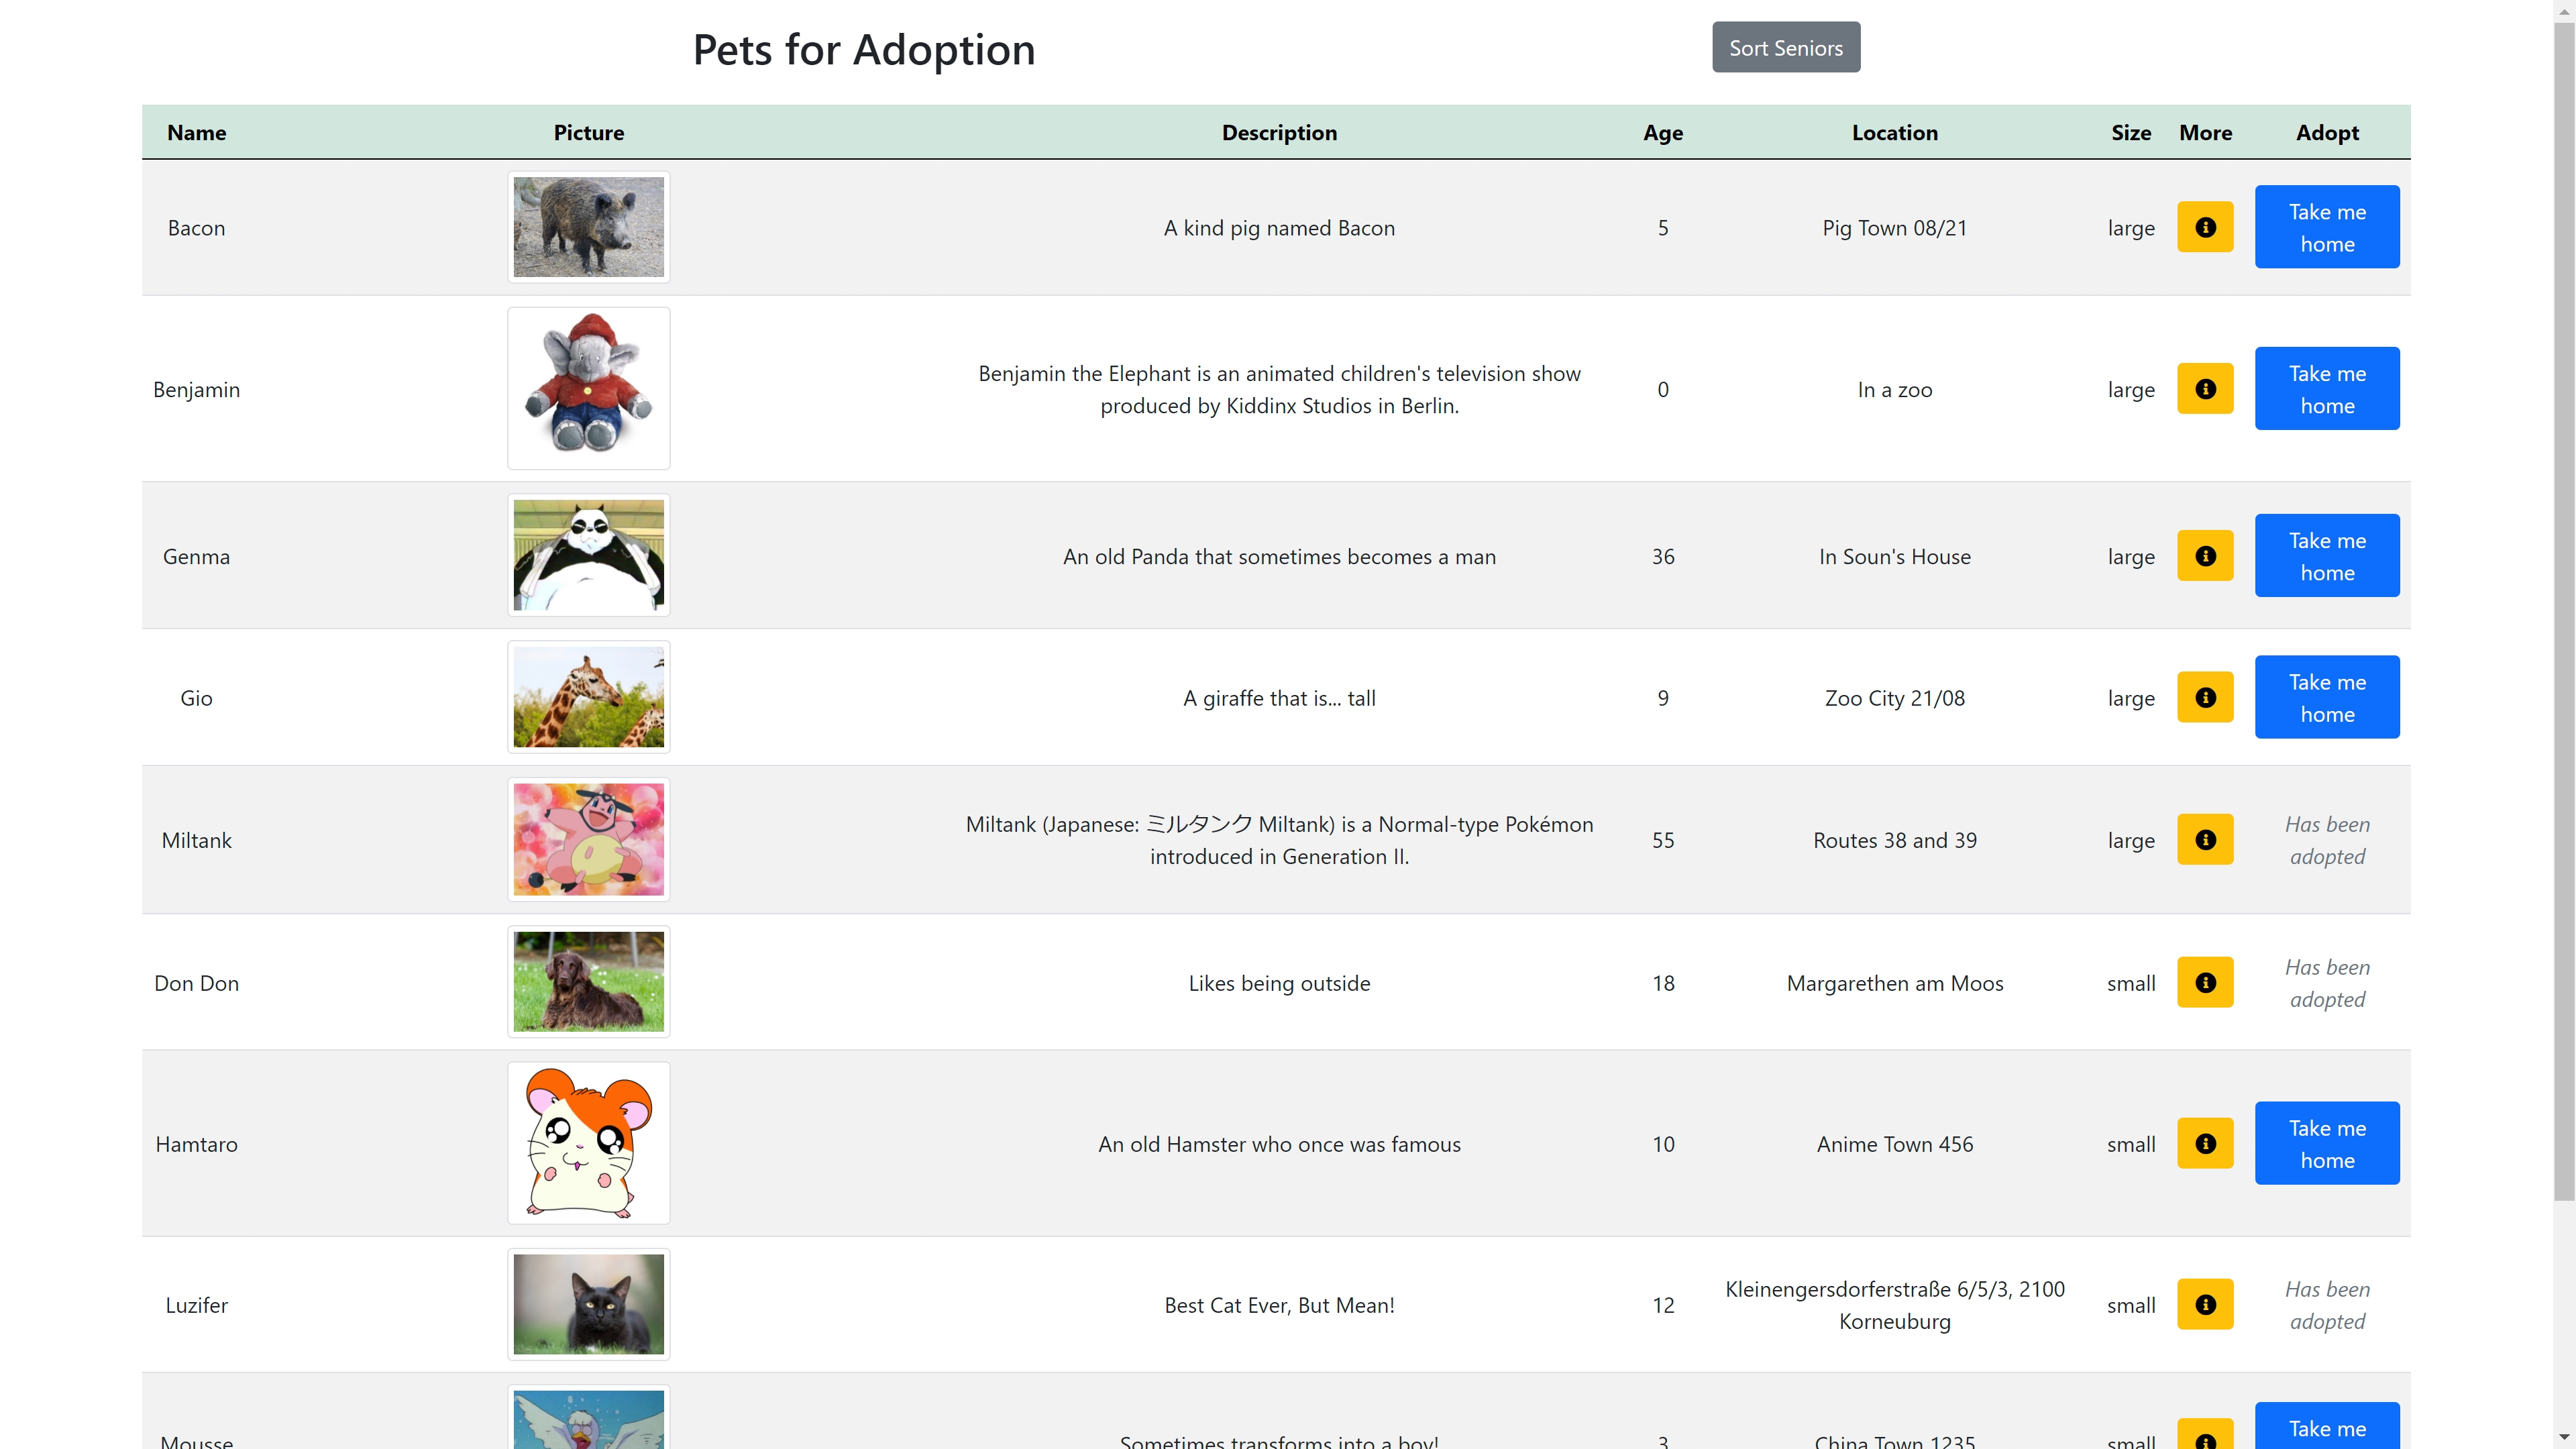 Pets for Adoption
Sort Seniors
Name Picture Description Age Location Size More Adopt
Bacon A kind pig named Bacon 5 Pig Town 08/21 large Take me
home
Benjamin the Elephant is an animated children's television show
produced by Kiddinx Studios in Berlin.
Benjamin 0 In a zoo large Take me
home
Genma An old Panda that sometimes becomes a man 36 In Soun's House large Take me
home
Gio A giraffe that is... tall 9 Zoo City 21/08 large Take me
home
Miltank (Japanese: ミルタンク Miltank) is a Normal-type Pokémon
introduced in Generation II.
Miltank 55 Routes 38 and 39 large Has been
adopted
Don Don Likes being outside 18 Margarethen am Moos small Has been
adopted
Hamtaro An old Hamster who once was famous 10 Anime Town 456 small Take me
home
Luzifer Best Cat Ever, But Mean! 12 Kleinengersdorferstraße 6/5/3, 2100
Korneuburg
small Has been
adopted
Mousse Sometimes transforms into a boy! 3 China Town 1235 small Take me